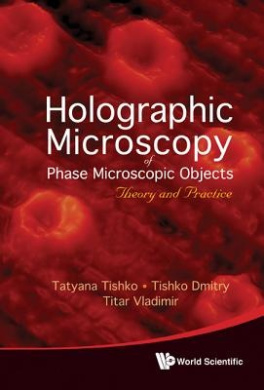 Holographic
Microscopy
of
Phase Microscopic Objects
Theory and Practice
Tatyana Tishko • Tishko Dmitry
Titar Vladimir
World Scientific